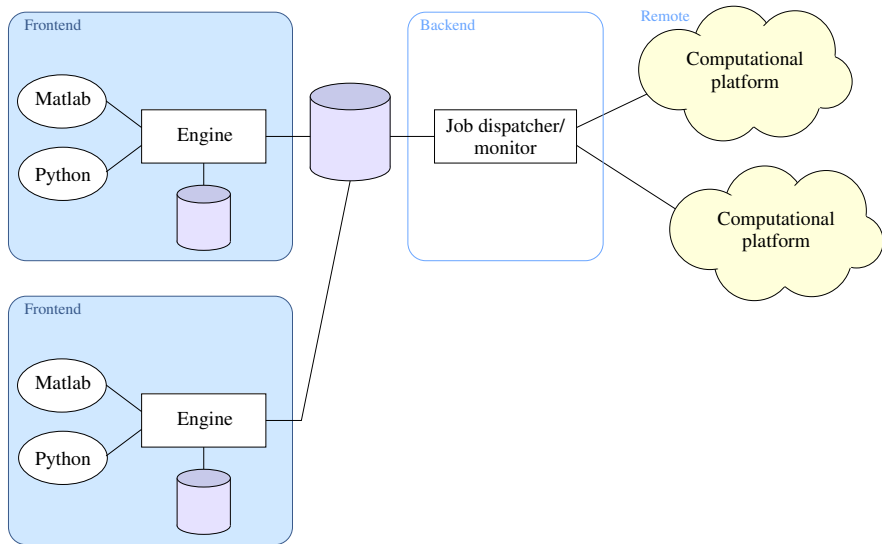 Frontend
Matlab
Python
Engine
Backend
Job dispatcher/
monitor
Remote
Computational
platform
Computational
platform
Frontend
Matlab
Python
Engine